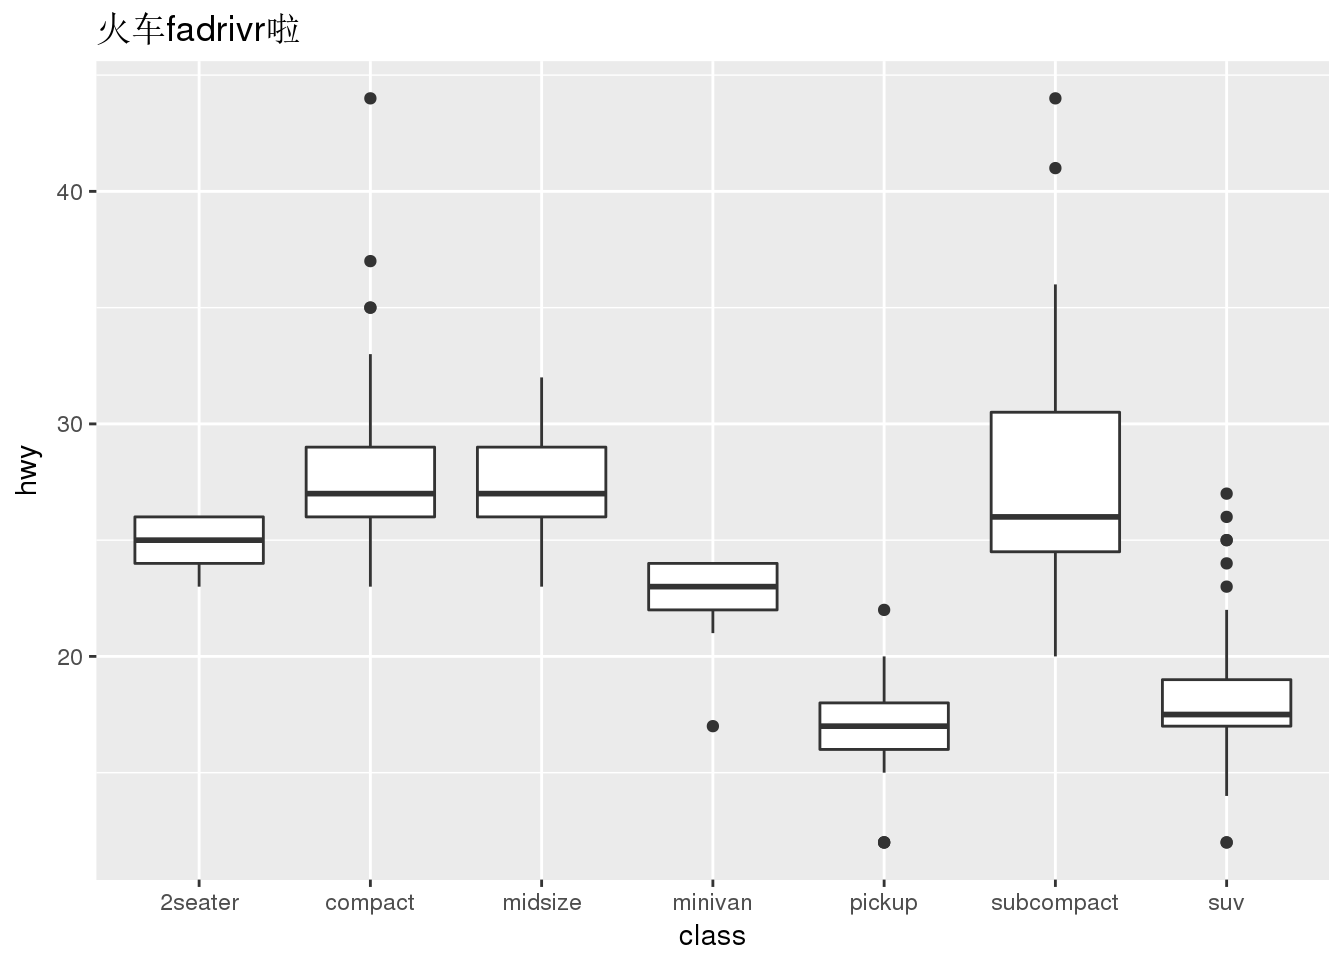 火车fadrivr啦
40
30
20
hwy
2seater compact midsize minivan pickup subcompact suv
class